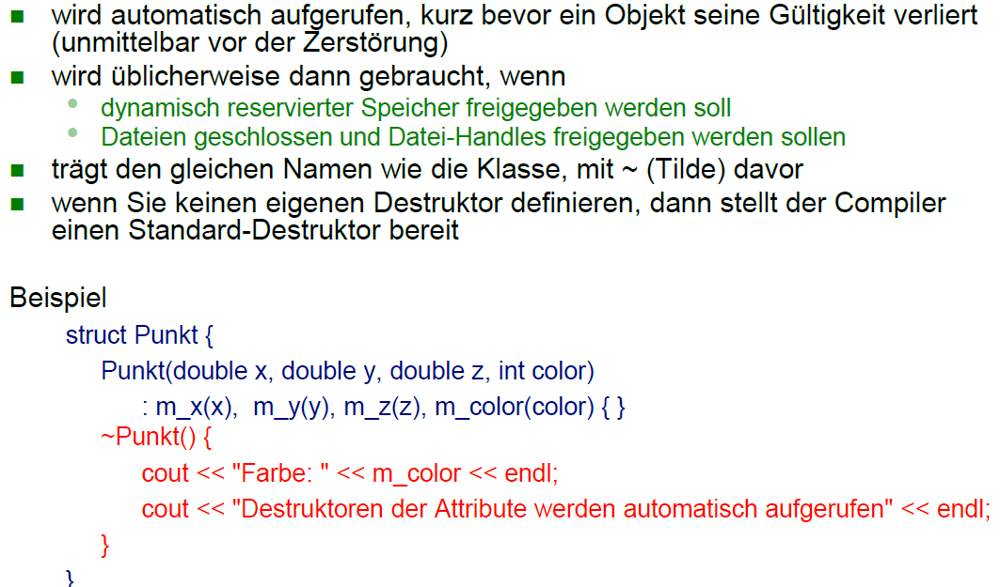 wird automatisch aufgerufen, kurz bevor ein Objekt seine Gültigkeit verliert
(unmittelbar vor der Zerstörung)
wird üblicherweise dann gebraucht, wenn
dynamisch reservierter Speicher freigegeben werden soll
Dateien geschlossen und Datei-Handles freigegeben werden sollen
trägt den gleichen Namen wie die Klasse, mit ~ (Tilde) davor
wenn Sie keinen eigenen Destruktor definieren, dann stellt der Compiler
einen Standard-Destruktor bereit
Beispiel
struct Punkt {
Punkt(double x, double y, double z, int color)
: m_x(x), m_y(y), m_z(z), m_color(color) { }
~Punkt() {
cout << "Farbe: " << m_color << endl;
cout << "Destruktoren der Attribute werden automatisch aufgerufen" << endl;
}
}